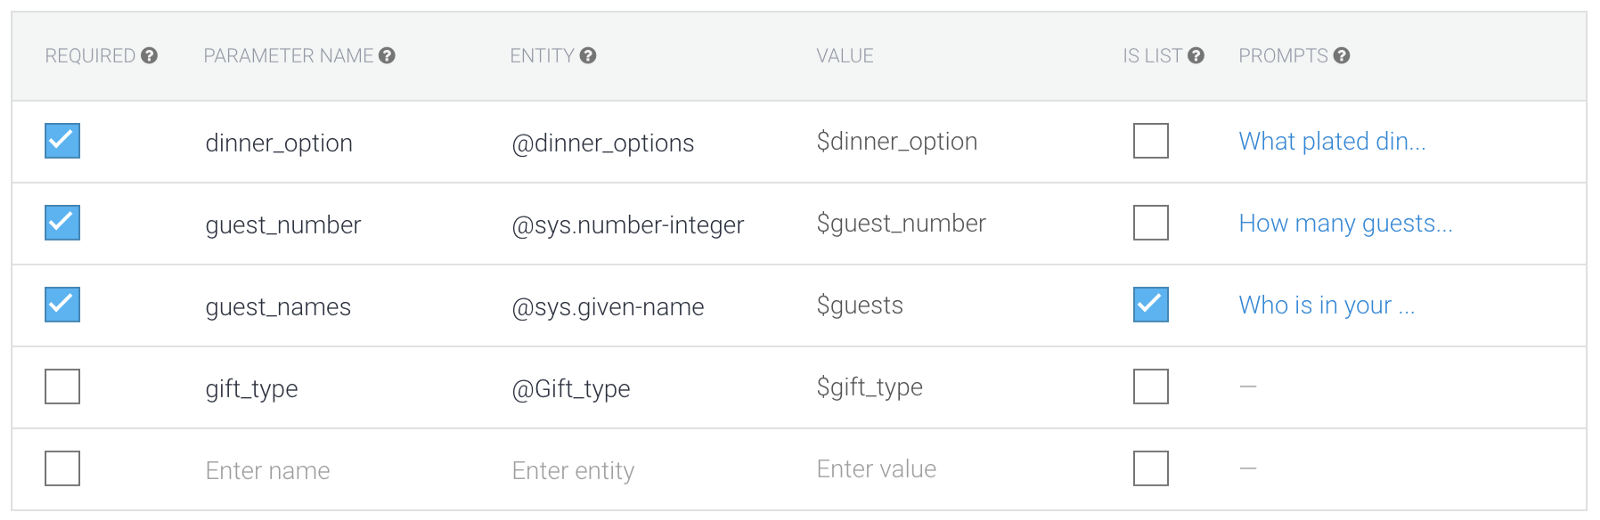 REQUIRED ? PARAMETER NAME ? ENTITY ? VALUE IS LIST ? PROMPTS ?
dinner_option @dinner_options $dinner_option What plated din...
guest_number @sys.number-integer $guest_number How many guests...
guest_names @sys.given-name $guests Who is in your ...
gift_type @Gift_type $gift_type —
Enter name Enter entity Enter value —